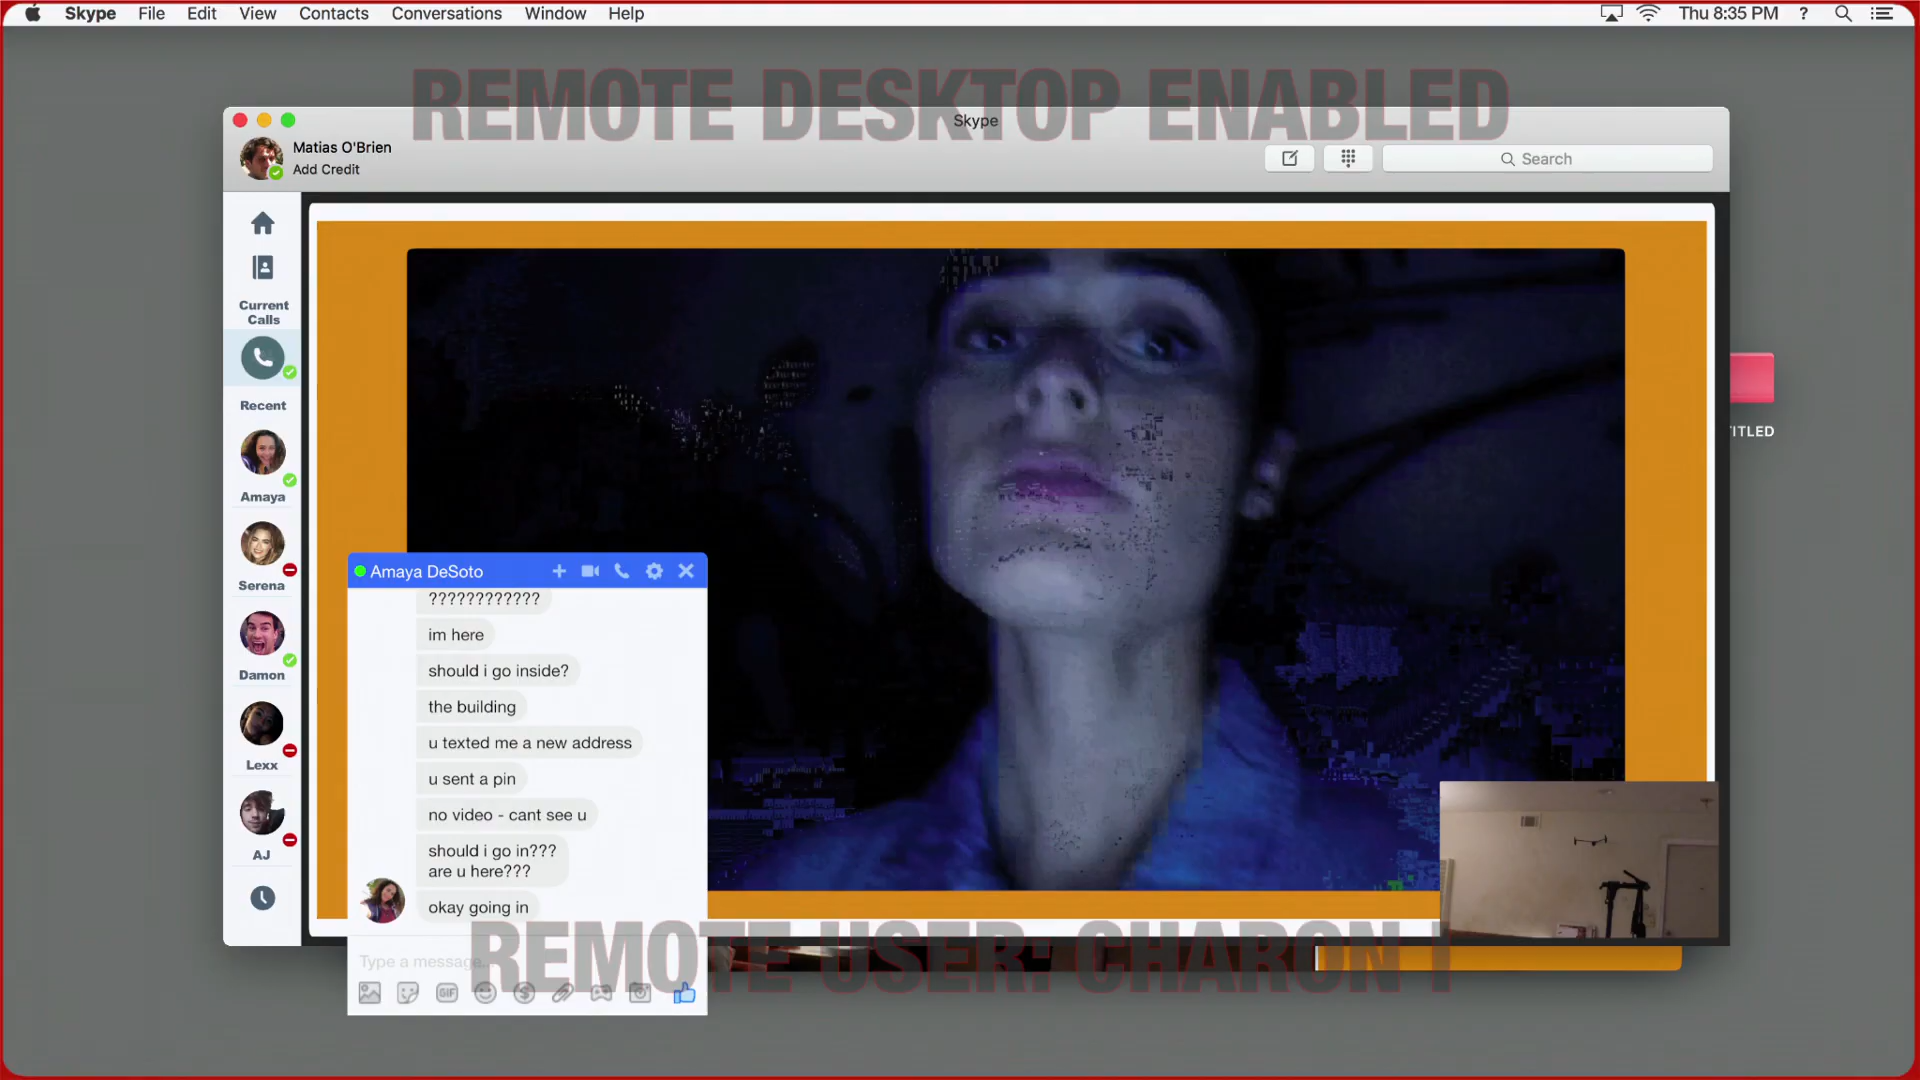 Skype File Edit View Contacts Conversations Window Help
Thu 8:35 PM ?
REMOTE DESKTOP ENABLED
Skype
Matias O'Brien
Add Credit
Search
Current
Calls
Recent
Amaya
Serena
Damon
Lexx
AJ
ITLED
Amaya DeSoto
????????????
im here
should i go inside?
the building
u texted me a new address
u sent a pin
no video - cant see u
should i go in???
are u here???
okay going in
REMOTE USER: CHARON I
Type a message..
GIF
$